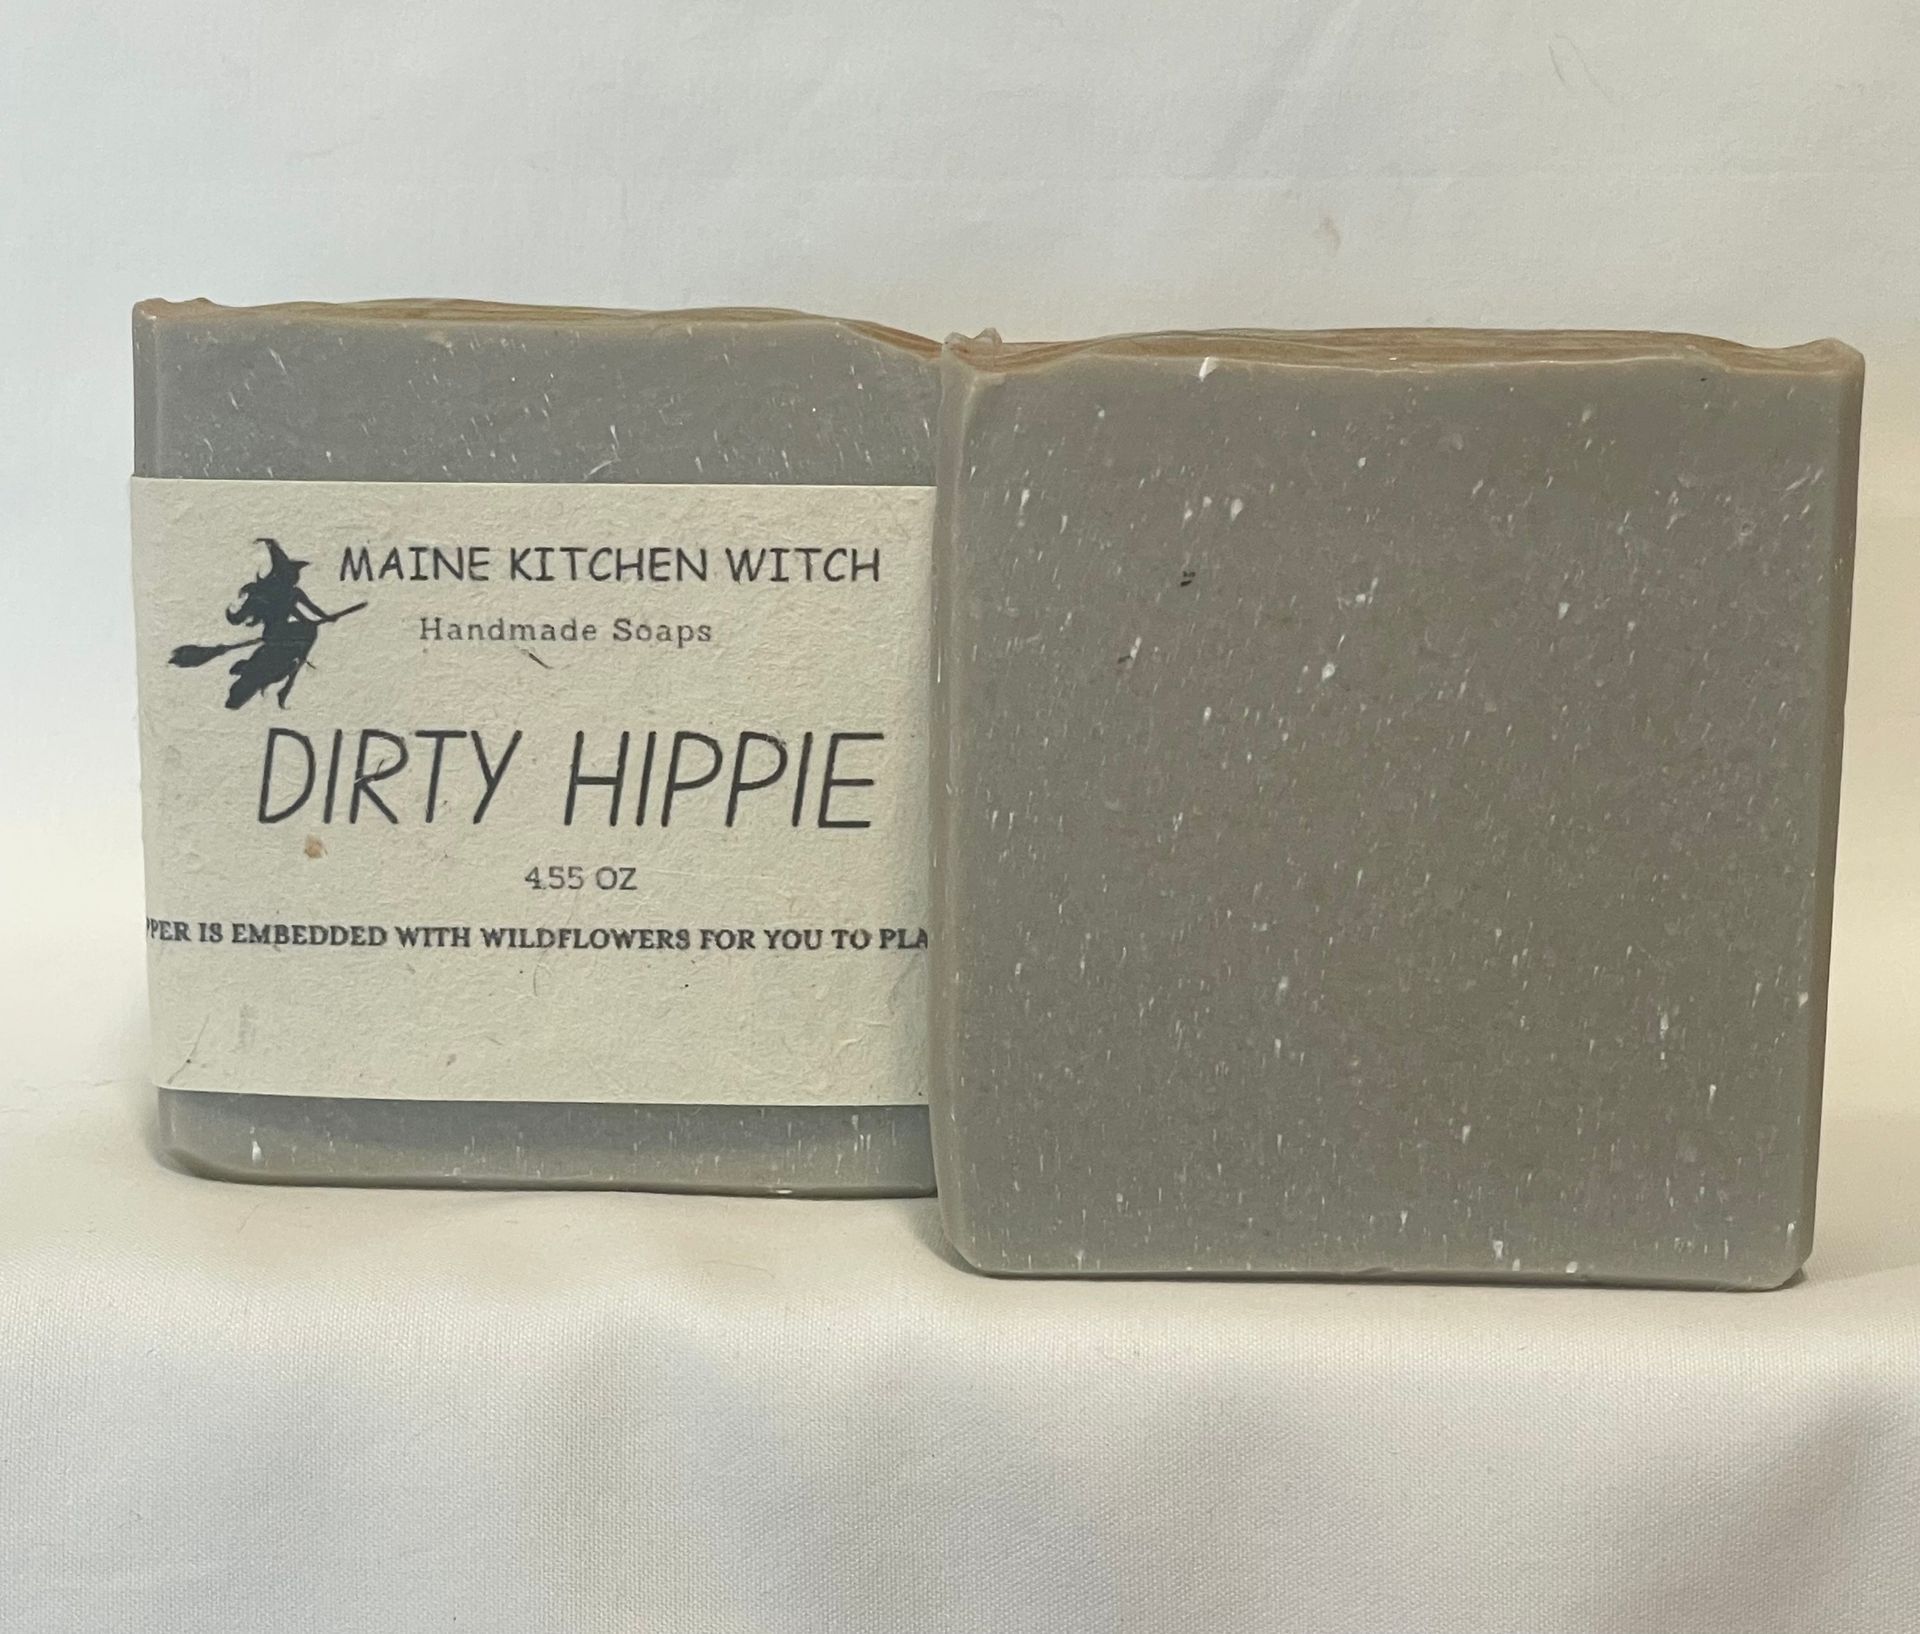 MAINE KITCHEN WITCH
Handmade Soaps
DIRTY HIPPIE
4.55 OZ
PPER IS EMBEDDED WITH WILDFLOWERS FOR YOU TO PLA